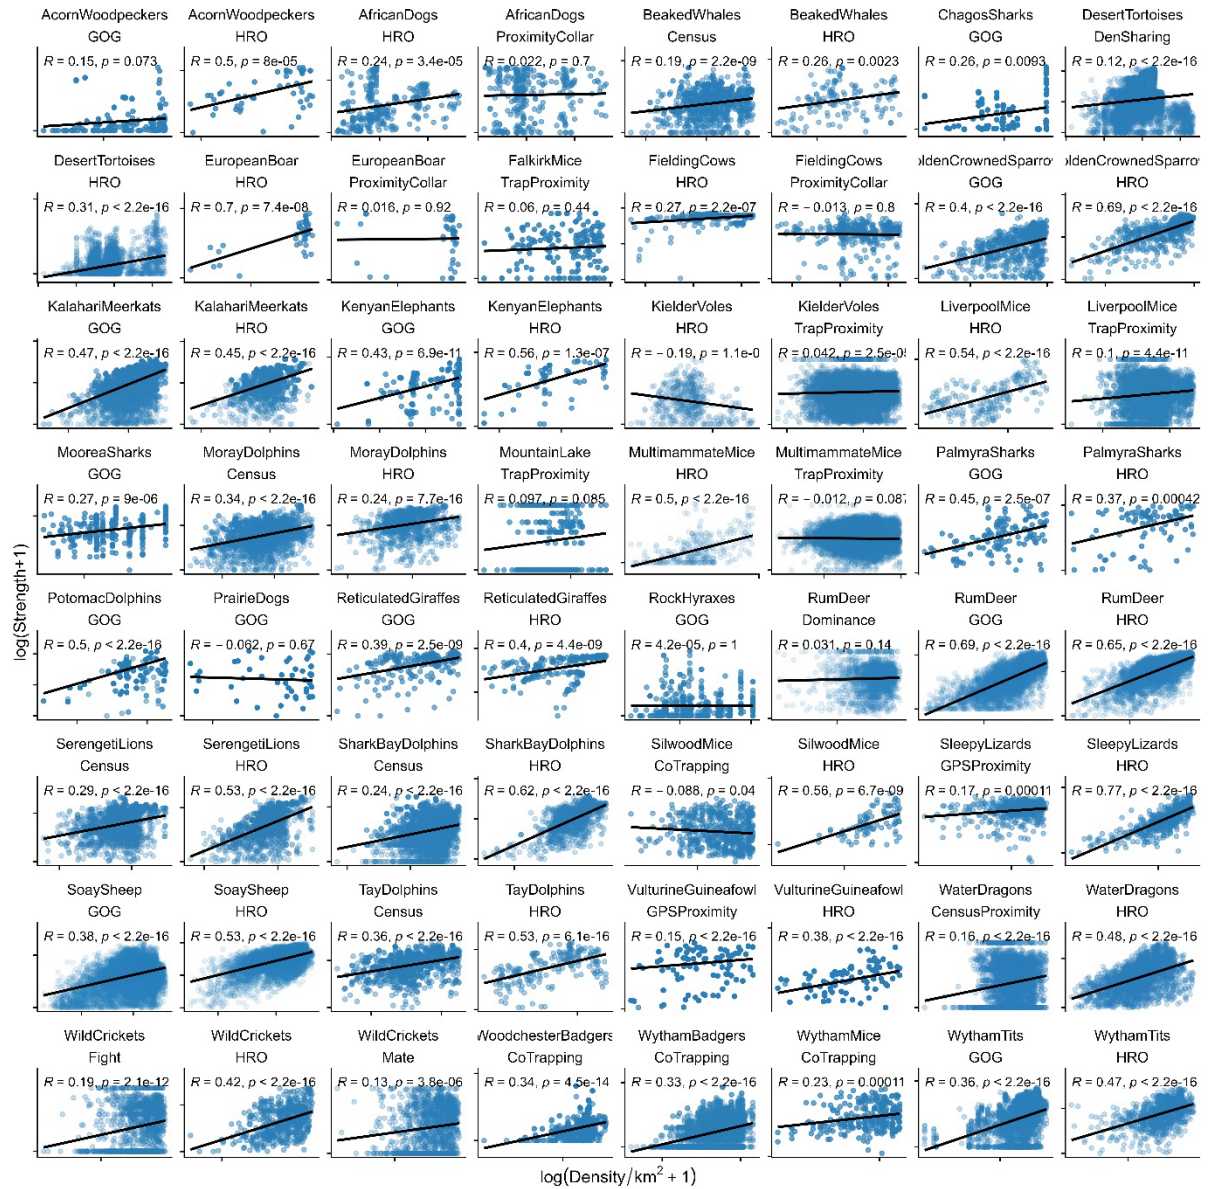 AcornWoodpeckers AcornWoodpeckers AfricanDogs AfricanDogs BeakedWhales BeakedWhales ChagosSharks DesertTortoises
GOG HRO HRO ProximityCollar Census HRO GOG DenSharing
R = 0.15, p = 0.073 R = 0.5, p = 8e-05 R = 0.24, p = 3.4e-05 R = 0.022, p = 0.7 R = 0.19, p = 2.2e-09 R = 0.26, p = 0.0023 R = 0.26, p = 0.0093 R = 0.12, p < 2.2e-16
DesertTortoises EuropeanBoar EuropeanBoar FalkirkMice FieldingCows FieldingCows oldenCrownedSparrow oldenCrownedSparrow
HRO HRO ProximityCollar TrapProximity HRO ProximityCollar GOG HRO
R = 0.31, p < 2.2e-16 R = 0.7, p = 7.4e-08 R = 0.016, p = 0.92 R = 0.06, p = 0.44 R = 0.27, p = 2.2e-07 R = − 0.013, p = 0.8 R = 0.4, p < 2.2e-16 R = 0.69, p < 2.2e-16
KalahariMeerkats KalahariMeerkats KenyanElephants KenyanElephants KielderVoles KielderVoles LiverpoolMice LiverpoolMice
GOG HRO GOG HRO HRO TrapProximity HRO TrapProximity
R = 0.47, p < 2.2e-16 R = 0.45, p < 2.2e-16 R = 0.43, p = 6.9e-11 R = 0.56, p = 1.3e-07 R = − 0.19, p = 1.1e-0 R = 0.042, p = 2.5e-05 R = 0.54, p < 2.2e-16 R = 0.1, p = 4.4e-11
MooreaSharks MorayDolphins MorayDolphins MountainLake MultimammateMice MultimammateMice PalmyraSharks PalmyraSharks
GOG Census HRO TrapProximity HRO TrapProximity GOG HRO
R = 0.27, p = 9e-06 R = 0.34, p < 2.2e-16 R = 0.24, p = 7.7e-16 R = 0.097, p = 0.085 R = 0.5, p < 2.2e-16 R = − 0.012, p = 0.087 R = 0.45, p = 2.5e-07 R = 0.37, p = 0.00042
PotomacDolphins PrairieDogs ReticulatedGiraffes ReticulatedGiraffes RockHyraxes RumDeer RumDeer RumDeer
GOG GOG GOG HRO GOG Dominance GOG HRO
R = 0.5, p < 2.2e-16 R = − 0.062, p = 0.67 R = 0.39, p = 2.5e-09 R = 0.4, p = 4.4e-09 R = 4.2e-05, p = 1 R = 0.031, p = 0.14 R = 0.69, p < 2.2e-16 R = 0.65, p < 2.2e-16
SerengetiLions SerengetiLions SharkBayDolphins SharkBayDolphins SilwoodMice SilwoodMice SleepyLizards SleepyLizards
Census HRO Census HRO CoTrapping HRO GPSProximity HRO
R = 0.29, p < 2.2e-16 R = 0.53, p < 2.2e-16 R = 0.24, p < 2.2e-16 R = 0.62, p < 2.2e-16 R = − 0.088, p = 0.04 R = 0.56, p = 6.7e-09 R = 0.17, p = 0.00011 R = 0.77, p < 2.2e-16
SoaySheep SoaySheep TayDolphins TayDolphins VulturineGuineafowl VulturineGuineafowl WaterDragons WaterDragons
GOG HRO Census HRO GPSProximity HRO CensusProximity HRO
R = 0.38, p < 2.2e-16 R = 0.53, p < 2.2e-16 R = 0.36, p < 2.2e-16 R = 0.53, p = 6.1e-16 R = 0.15, p < 2.2e-16 R = 0.38, p < 2.2e-16 R = 0.16, p < 2.2e-16 R = 0.48, p < 2.2e-16
WildCrickets WildCrickets WildCrickets WoodchesterBadgers WythamBadgers WythamMice WythamTits WythamTits
Fight HRO Mate CoTrapping CoTrapping CoTrapping GOG HRO
R = 0.19, p = 2.1e-12 R = 0.42, p < 2.2e-16 R = 0.13, p = 3.8e-06 R = 0.34, p = 4.5e-14 R = 0.33, p < 2.2e-16 R = 0.23, p = 0.00011 R = 0.36, p < 2.2e-16 R = 0.47, p < 2.2e-16
log(Strength+1)
log(Density/km² + 1)